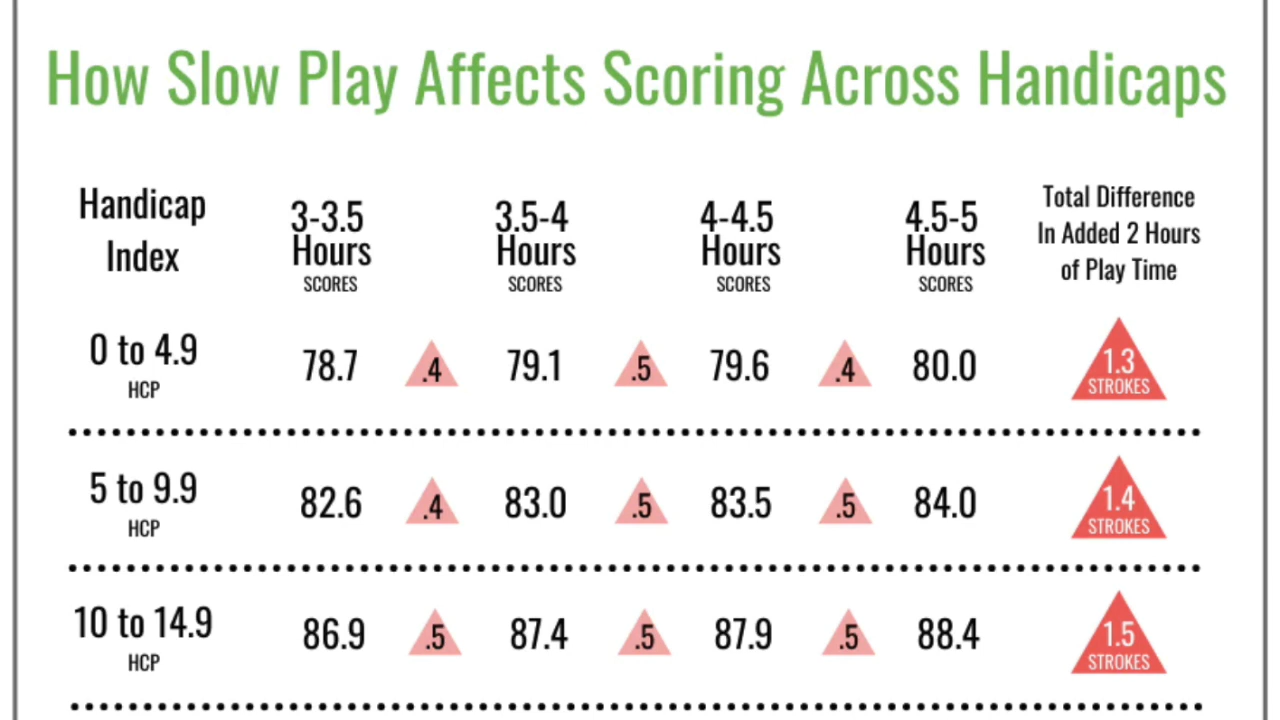 How Slow Play Affects Scoring Across Handicaps
Handicap
Index
3-3.5
Hours
SCORES
3.5-4
Hours
SCORES
4-4.5
Hours
SCORES
4.5-5
Hours
SCORES
Total Difference
In Added 2 Hours
of Play Time
0 to 4.9
HCP
78.7 .4 79.1 .5 79.6 .4 80.0
1.3
STROKES
5 to 9.9
HCP
82.6 .4 83.0 .5 83.5 .5 84.0
1.4
STROKES
10 to 14.9
HCP
86.9 .5 87.4 .5 87.9 .5 88.4
1.5
STROKES